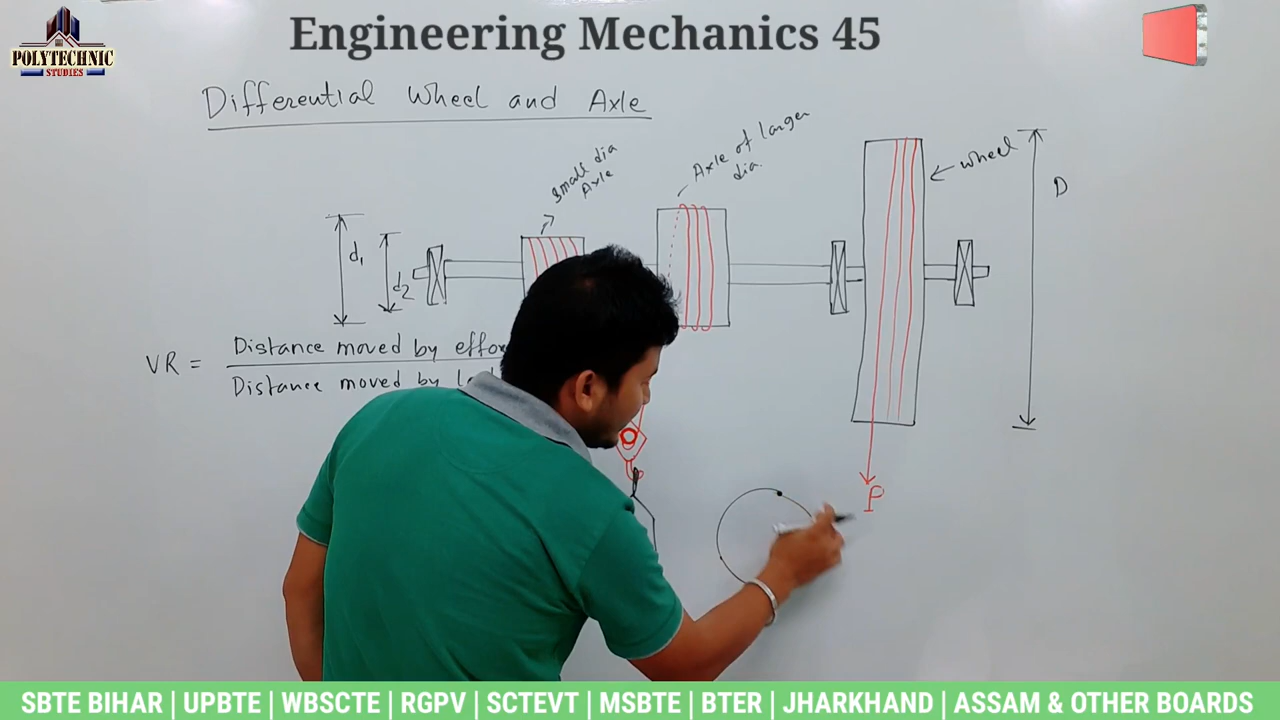 Engineering Mechanics 45
POLYTECHNIC
STUDIES
Differential Wheel and Axle
small dia
Axle
Axle of larger
dia.
wheel
D
d1
d2
VR = Distance moved by
Distance moved by
P
SBTE BIHAR | UPBTE | WBSCTE | RGPV | SCTEVT | MSBTE | BTER | JHARKHAND | ASSAM & OTHER BOARDS